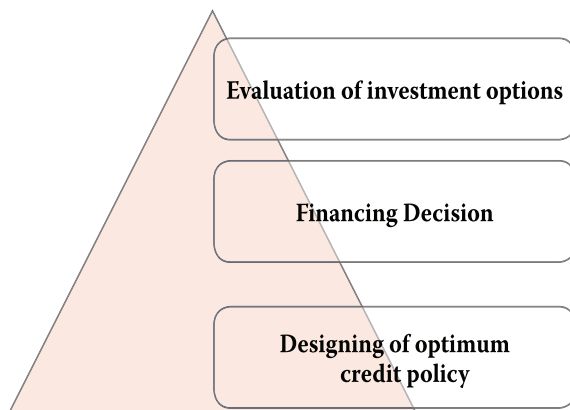 Evaluation of investment options
Financing Decision
Designing of optimum
credit policy